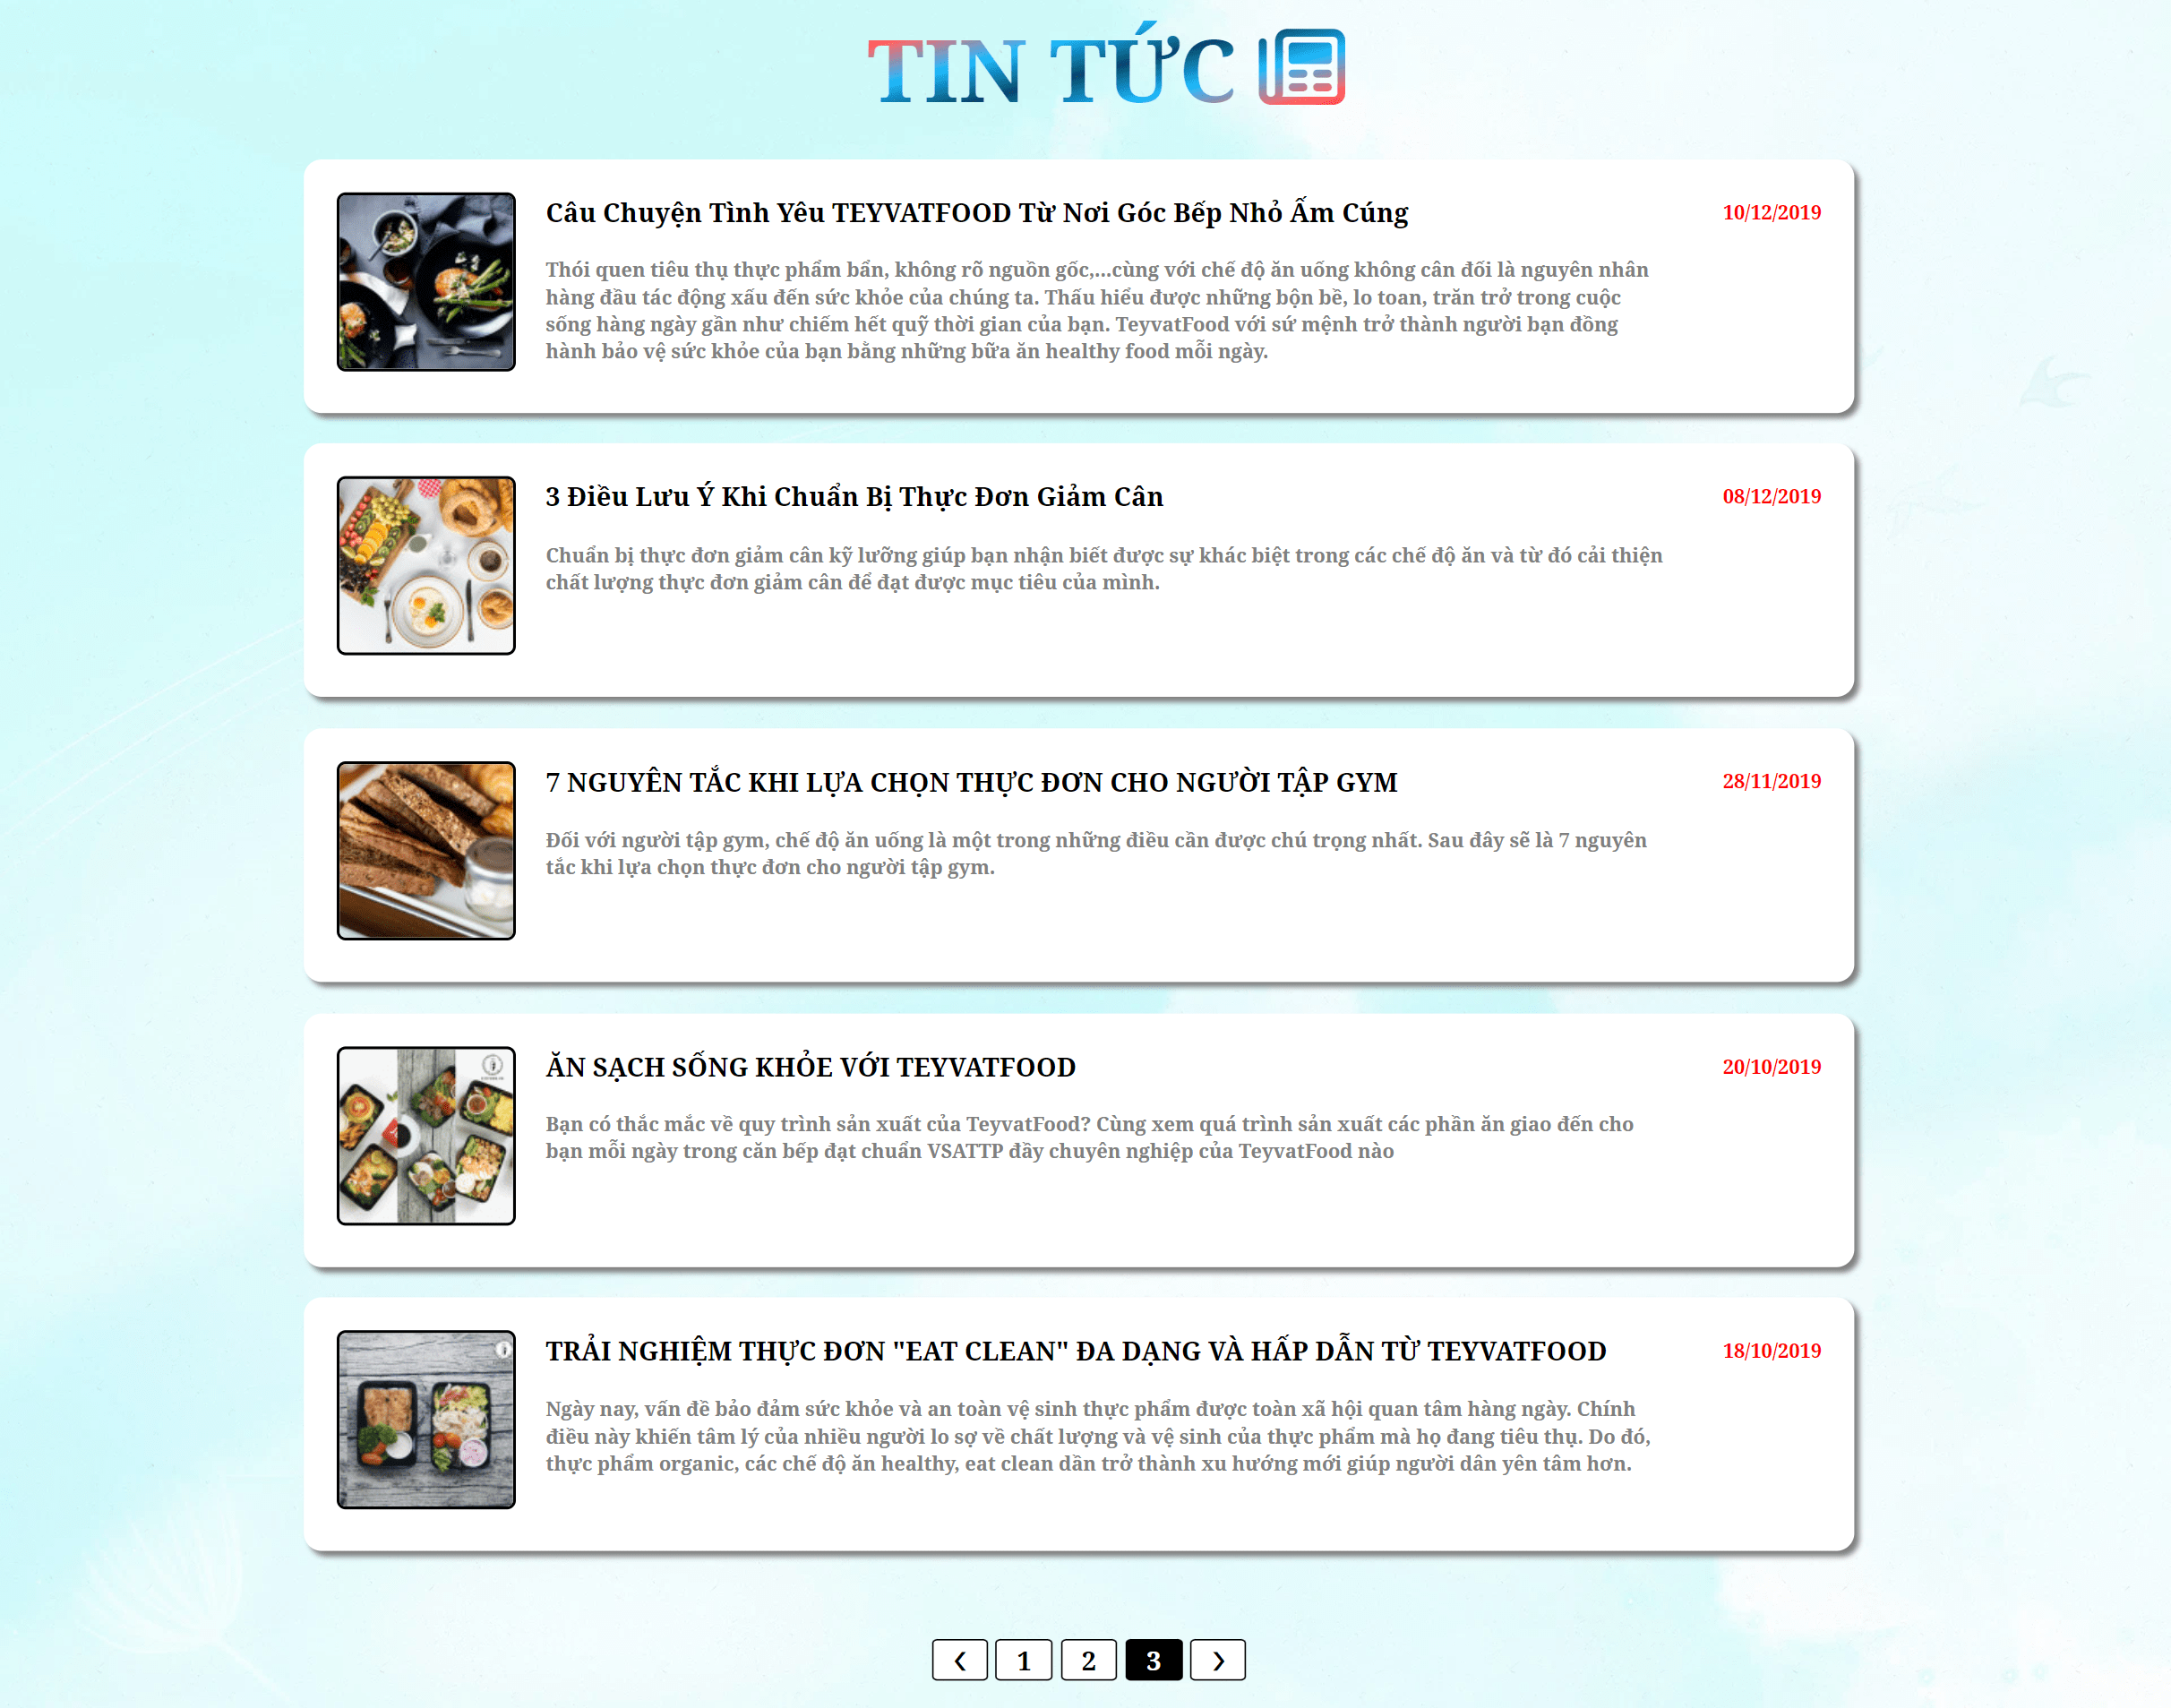 TIN TỨC
Câu Chuyện Tình Yêu TEYVATFOOD Từ Nơi Góc Bếp Nhỏ Ấm Cúng
10/12/2019
Thói quen tiêu thụ thực phẩm bẩn, không rõ nguồn gốc,...cùng với chế độ ăn uống không cân đối là nguyên nhân
hàng đầu tác động xấu đến sức khỏe của chúng ta. Thấu hiểu được những bộn bề, lo toan, trăn trở trong cuộc
sống hàng ngày gần như chiếm hết quỹ thời gian của bạn. TeyvatFood với sứ mệnh trở thành người bạn đồng
hành bảo vệ sức khỏe của bạn bằng những bữa ăn healthy food mỗi ngày.
3 Điều Lưu Ý Khi Chuẩn Bị Thực Đơn Giảm Cân
08/12/2019
Chuẩn bị thực đơn giảm cân kỹ lưỡng giúp bạn nhận biết được sự khác biệt trong các chế độ ăn và từ đó cải thiện
chất lượng thực đơn giảm cân để đạt được mục tiêu của mình.
7 NGUYÊN TẮC KHI LỰA CHỌN THỰC ĐƠN CHO NGƯỜI TẬP GYM
28/11/2019
Đối với người tập gym, chế độ ăn uống là một trong những điều cần được chú trọng nhất. Sau đây sẽ là 7 nguyên
tắc khi lựa chọn thực đơn cho người tập gym.
ĂN SẠCH SỐNG KHỎE VỚI TEYVATFOOD
20/10/2019
Bạn có thắc mắc về quy trình sản xuất của TeyvatFood? Cùng xem quá trình sản xuất các phần ăn giao đến cho
bạn mỗi ngày trong căn bếp đạt chuẩn VSATTP đầy chuyên nghiệp của TeyvatFood nào
TRẢI NGHIỆM THỰC ĐƠN "EAT CLEAN" ĐA DẠNG VÀ HẤP DẪN TỪ TEYVATFOOD
18/10/2019
Ngày nay, vấn đề bảo đảm sức khỏe và an toàn vệ sinh thực phẩm được toàn xã hội quan tâm hàng ngày. Chính
điều này khiến tâm lý của nhiều người lo sợ về chất lượng và vệ sinh của thực phẩm mà họ đang tiêu thụ. Do đó,
thực phẩm organic, các chế độ ăn healthy, eat clean dần trở thành xu hướng mới giúp người dân yên tâm hơn.
‹ 1 2 3 ›